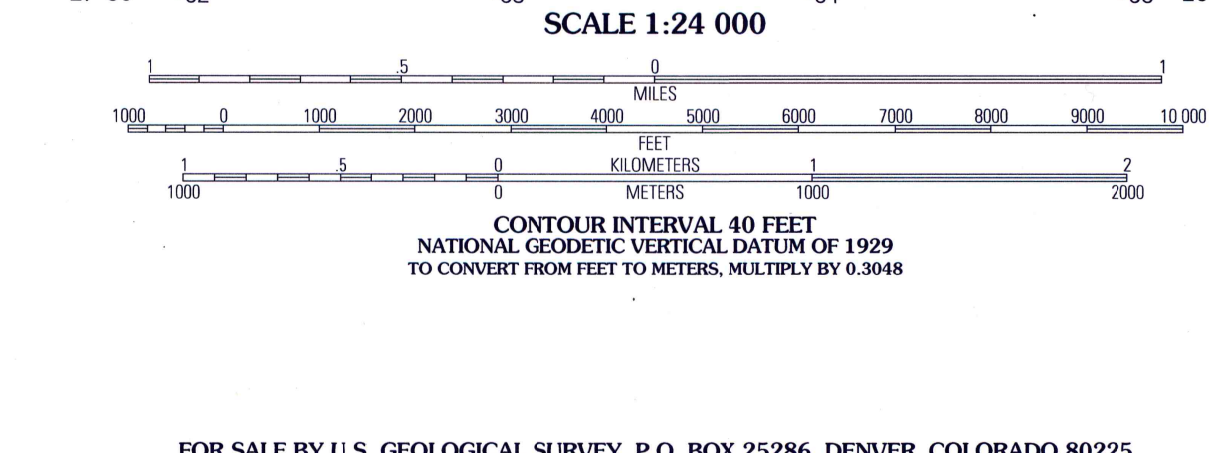 SCALE 1:24 000
1 .5 0 1
MILES
1000 0 1000 2000 3000 4000 5000 6000 7000 8000 9000 10 000
FEET
1 .5 0 KILOMETERS 1 2
1000 0 METERS 1000 2000
CONTOUR INTERVAL 40 FEET
NATIONAL GEODETIC VERTICAL DATUM OF 1929
TO CONVERT FROM FEET TO METERS, MULTIPLY BY 0.3048
FOR SALE BY U.S. GEOLOGICAL SURVEY, P.O. BOX 25286, DENVER, COLORADO 80225